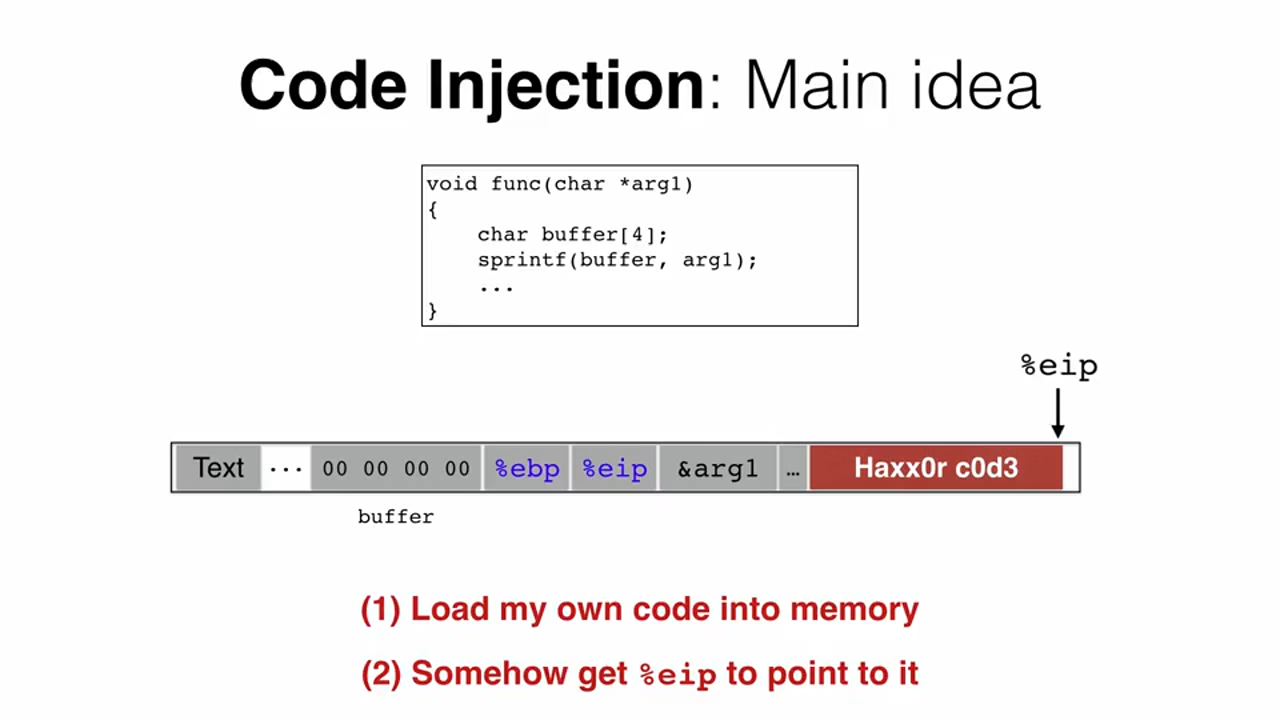 Code Injection: Main idea
void func(char *arg1)
{
    char buffer[4];
    sprintf(buffer, arg1);
    ...
}
%eip
Text ... 00 00 00 00 %ebp %eip &arg1 … Haxx0r c0d3
buffer
(1) Load my own code into memory
(2) Somehow get %eip to point to it